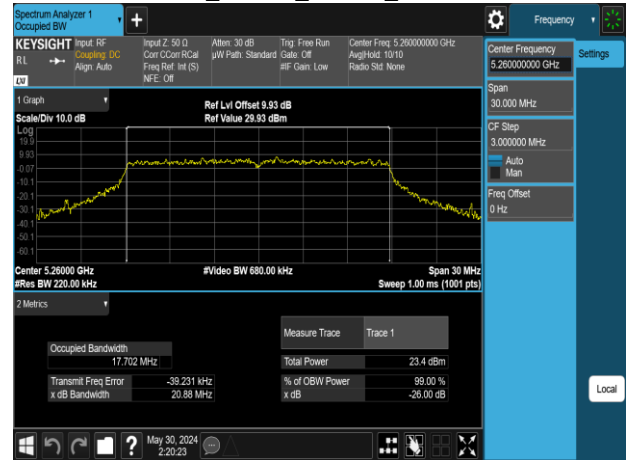 Spectrum Analyzer 1
Occupied BW
Frequency
KEYSIGHT
RL
LXI
Input: RF
Coupling: DC
Align: Auto
Input Z: 50 Ω
Corr CCorr RCal
Freq Ref: Int (S)
NFE: Off
Atten: 30 dB
µW Path: Standard
Trig: Free Run
Gate: Off
#IF Gain: Low
Center Freq: 5.260000000 GHz
Avg|Hold: 10/10
Radio Std: None
Center Frequency
5.260000000 GHz
Settings
Span
30.000 MHz
CF Step
3.000000 MHz
Auto
Man
Freq Offset
0 Hz
Local
1 Graph
Scale/Div 10.0 dB
Ref Lvl Offset 9.93 dB
Ref Value 29.93 dBm
Log
19.9
9.93
-0.07
-10.1
-20.1
-30.1
-40.1
-50.1
-60.1
Center 5.26000 GHz
#Video BW 680.00 kHz
Span 30 MHz
#Res BW 220.00 kHz
Sweep 1.00 ms (1001 pts)
2 Metrics
Measure Trace
Trace 1
Occupied Bandwidth
17.702 MHz
Total Power
23.4 dBm
Transmit Freq Error
-39.231 kHz
% of OBW Power
99.00 %
x dB Bandwidth
20.88 MHz
x dB
-26.00 dB
?
May 30, 2024
2:20:23